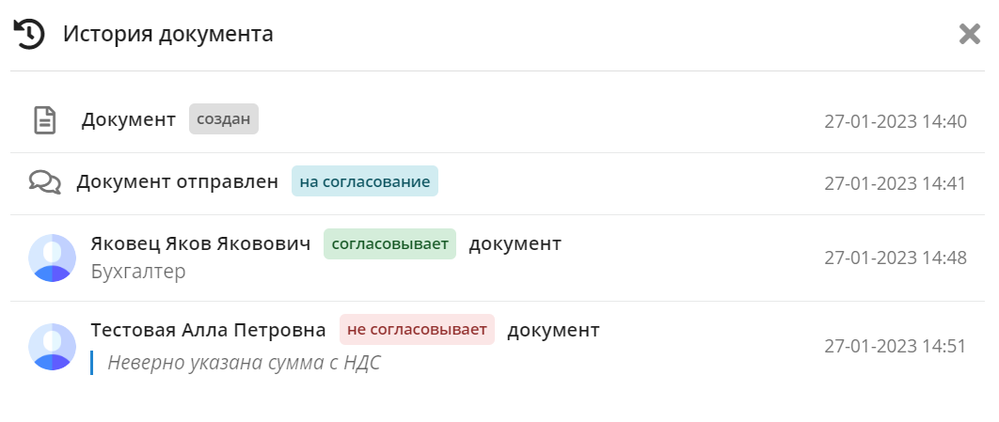 История документа
Документ создан 27-01-2023 14:40
Документ отправлен на согласование 27-01-2023 14:41
Яковец Яков Якович согласовывает документ 27-01-2023 14:48
Бухгалтер
Тестовая Алла Петровна не согласовывает документ 27-01-2023 14:51
Неверно указана сумма с НДС